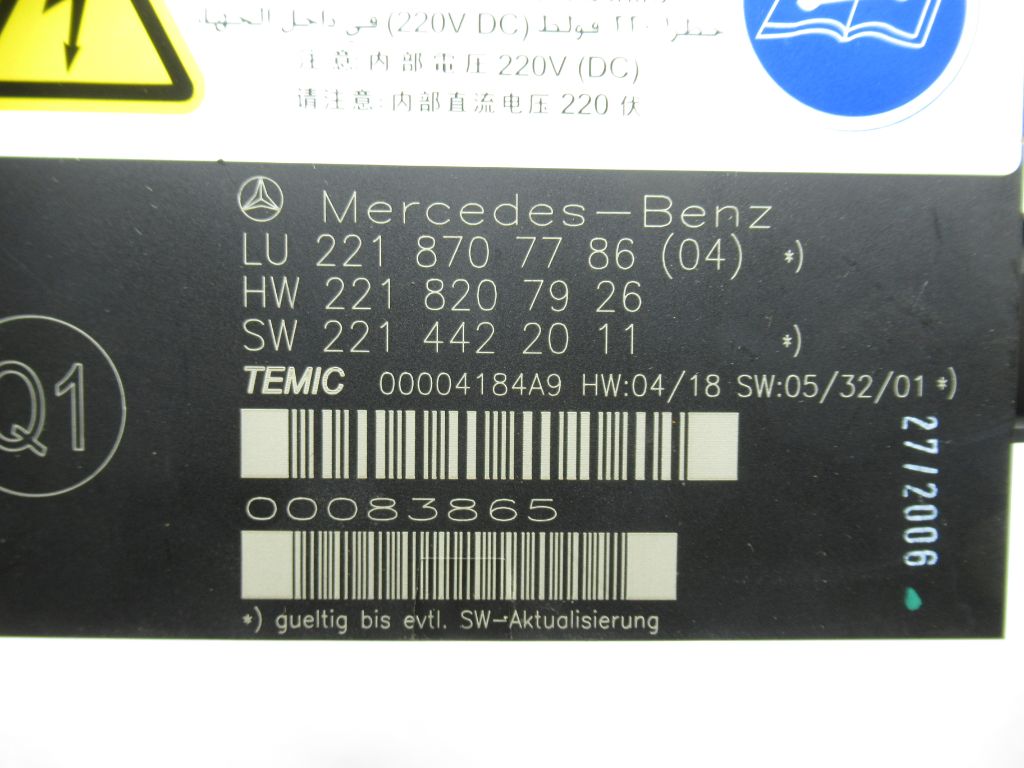 (220V DC) في داخل الجهاز
注意:内部電圧 220V (DC)
请注意:内部直流电压 220 伏
Mercedes-Benz
LU 221 870 77 86 (04) *)
HW 221 820 79 26
SW 221 442 20 11 *)
TEMIC 00004184A9 HW:04/18 SW:05/32/01 *)
Q1
00083865
*) gueltig bis evtl. SW-Aktualisierung
27/2006